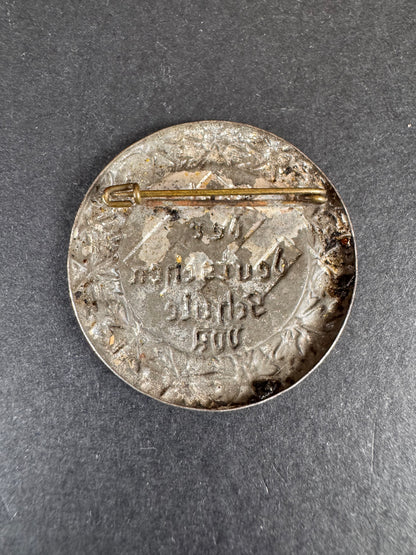 Der
deutschen
Schule
VDA